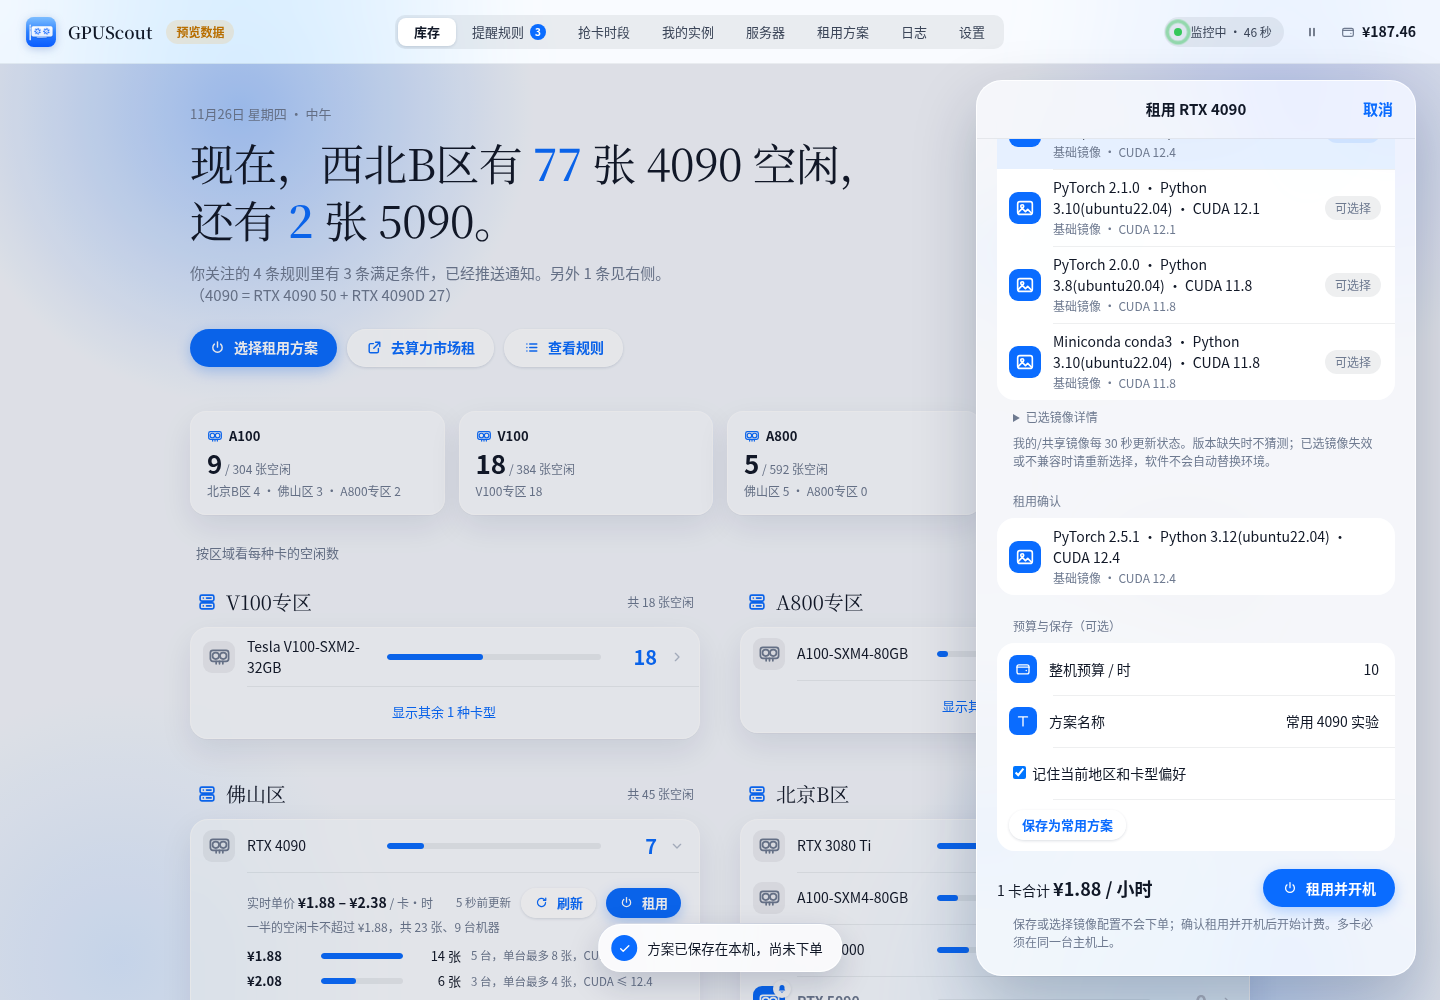 GPUScout
预览数据
库存
提醒规则 3
抢卡时段
我的实例
服务器
租用方案
日志
设置
监控中 · 46 秒
¥187.46
11月26日 星期四 · 中午
现在，西北B区有 77 张 4090 空闲，
还有 2 张 5090。
你关注的 4 条规则里有 3 条满足条件，已经推送通知。另外 1 条见右侧。
（4090 = RTX 4090 50 + RTX 4090D 27）
选择租用方案
去算力市场租
查看规则
A100
9 / 304 张空闲
北京B区 4 · 佛山区 3 · A800专区 2
V100
18 / 384 张空闲
V100专区 18
A800
5 / 592 张空闲
佛山区 5 · A800专区 0
按区域看每种卡的空闲数
V100专区
共 18 张空闲
Tesla V100-SXM2-
32GB
18
显示其余 1 种卡型
A800专区
A100-SXM4-80GB
显示其
佛山区
共 45 张空闲
RTX 4090
7
实时单价 ¥1.88 – ¥2.38 / 卡·时
5 秒前更新
刷新
租用
一半的空闲卡不超过 ¥1.88，共 23 张、9 台机器
¥1.88
14 张
5 台，单台最多 8 张，CU
¥2.08
6 张
3 台，单台最多 4 张，CUDA ≤ 12.4
北京B区
RTX 3080 Ti
A100-SXM4-80GB
000
RTX 5090
方案已保存在本机，尚未下单
租用 RTX 4090
取消
基础镜像 · CUDA 12.4
PyTorch 2.1.0 · Python
3.10(ubuntu22.04) · CUDA 12.1
基础镜像 · CUDA 12.1
可选择
PyTorch 2.0.0 · Python
3.8(ubuntu20.04) · CUDA 11.8
基础镜像 · CUDA 11.8
可选择
Miniconda conda3 · Python
3.10(ubuntu22.04) · CUDA 11.8
基础镜像 · CUDA 11.8
可选择
已选镜像详情
我的/共享镜像每 30 秒更新状态。版本缺失时不猜测；已选镜像失效
或不兼容时请重新选择，软件不会自动替换环境。
租用确认
PyTorch 2.5.1 · Python 3.12(ubuntu22.04) ·
CUDA 12.4
基础镜像 · CUDA 12.4
预算与保存（可选）
整机预算 / 时
10
方案名称
常用 4090 实验
记住当前地区和卡型偏好
保存为常用方案
1 卡合计 ¥1.88 / 小时
租用并开机
保存或选择镜像配置不会下单；确认租用并开机后开始计费。多卡必
须在同一台主机上。